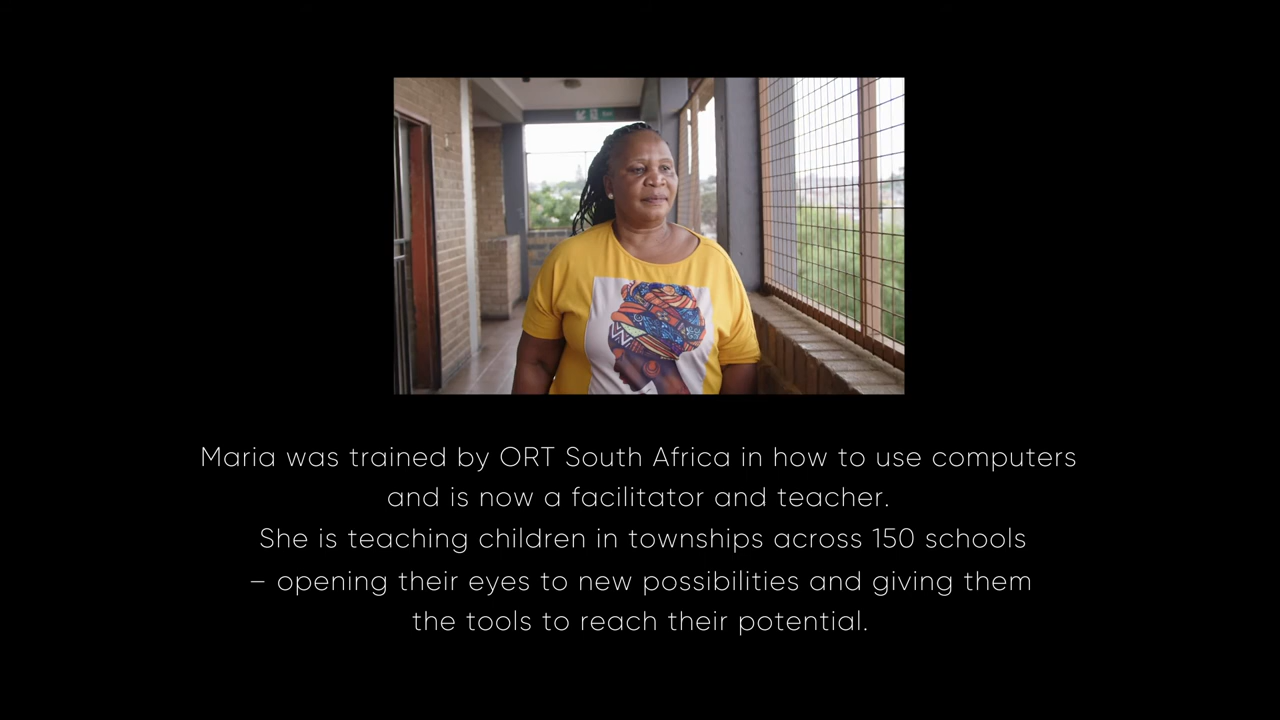 Maria was trained by ORT South Africa in how to use computers
and is now a facilitator and teacher.
She is teaching children in townships across 150 schools
– opening their eyes to new possibilities and giving them
the tools to reach their potential.